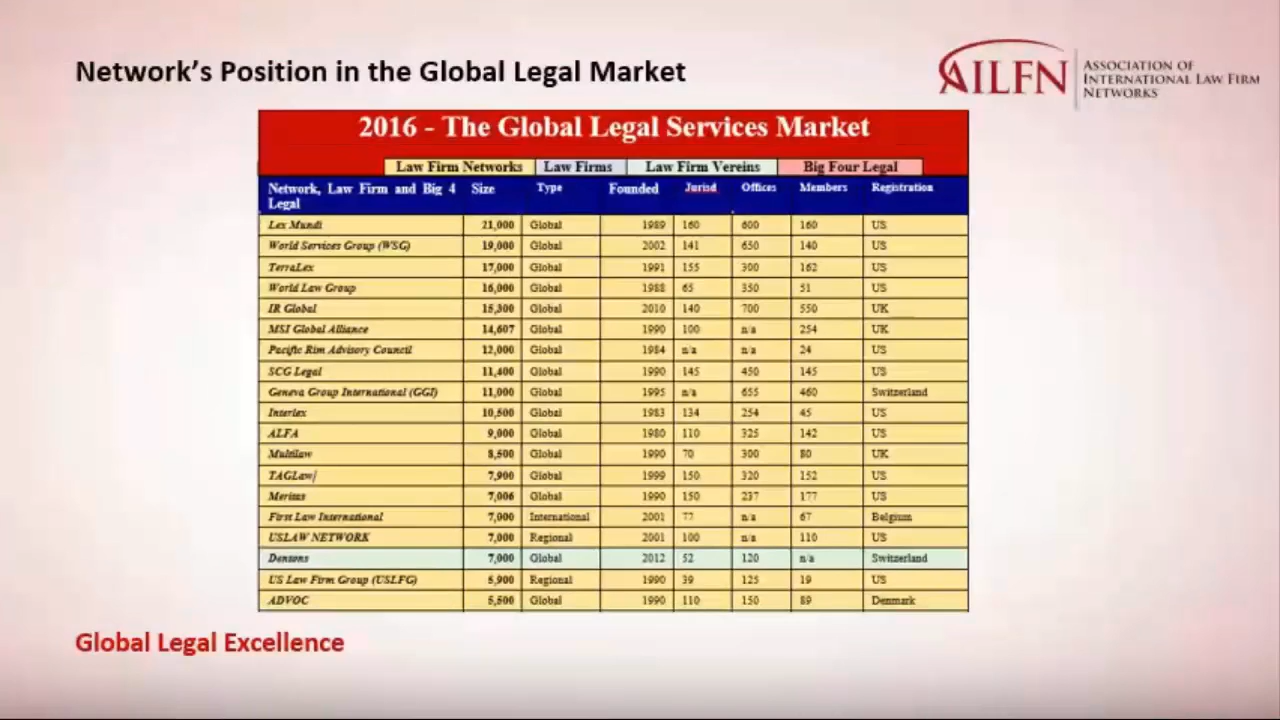 Network's Position in the Global Legal Market
AILFN
ASSOCIATION OF
INTERNATIONAL LAW FIRM
NETWORKS
2016 - The Global Legal Services Market
Law Firm Networks Law Firms Law Firm Vereins Big Four Legal
Network, Law Firm and Big 4 Legal Size Type Founded Jurisd Offices Members Registration
Lex Mundi 21,000 Global 1989 160 600 160 US
World Services Group (WSG) 19,000 Global 2002 141 650 140 US
TerraLex 17,000 Global 1991 155 300 162 US
World Law Group 16,000 Global 1988 65 350 51 US
IR Global 15,300 Global 2010 140 700 550 UK
MSI Global Alliance 14,607 Global 1990 100 n/a 254 UK
Pacific Rim Advisory Council 12,000 Global 1984 n/a n/a 24 US
SCG Legal 11,400 Global 1990 145 450 145 US
Geneva Group International (GGI) 11,000 Global 1995 n/a 655 460 Switzerland
Interlex 10,500 Global 1983 134 254 45 US
ALFA 9,000 Global 1980 110 325 142 US
Multilaw 8,500 Global 1990 70 300 80 UK
TAGLaw/ 7,900 Global 1999 150 320 152 US
Meritas 7,006 Global 1990 150 237 177 US
First Law International 7,000 International 2001 77 n/a 67 Belgium
USLAW NETWORK 7,000 Regional 2001 100 n/a 110 US
7,000 Global 2012 52 120 n/a Switzerland
US Law Firm Group (USLFG) 5,900 Regional 1990 39 125 19 US
ADVOC 5,500 Global 1990 110 150 89 Denmark
Global Legal Excellence